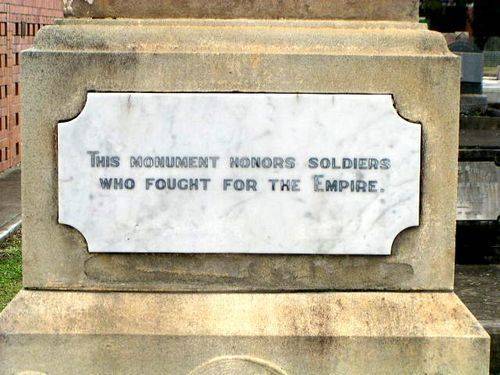 This monument honors soldiers
who fought for the Empire.